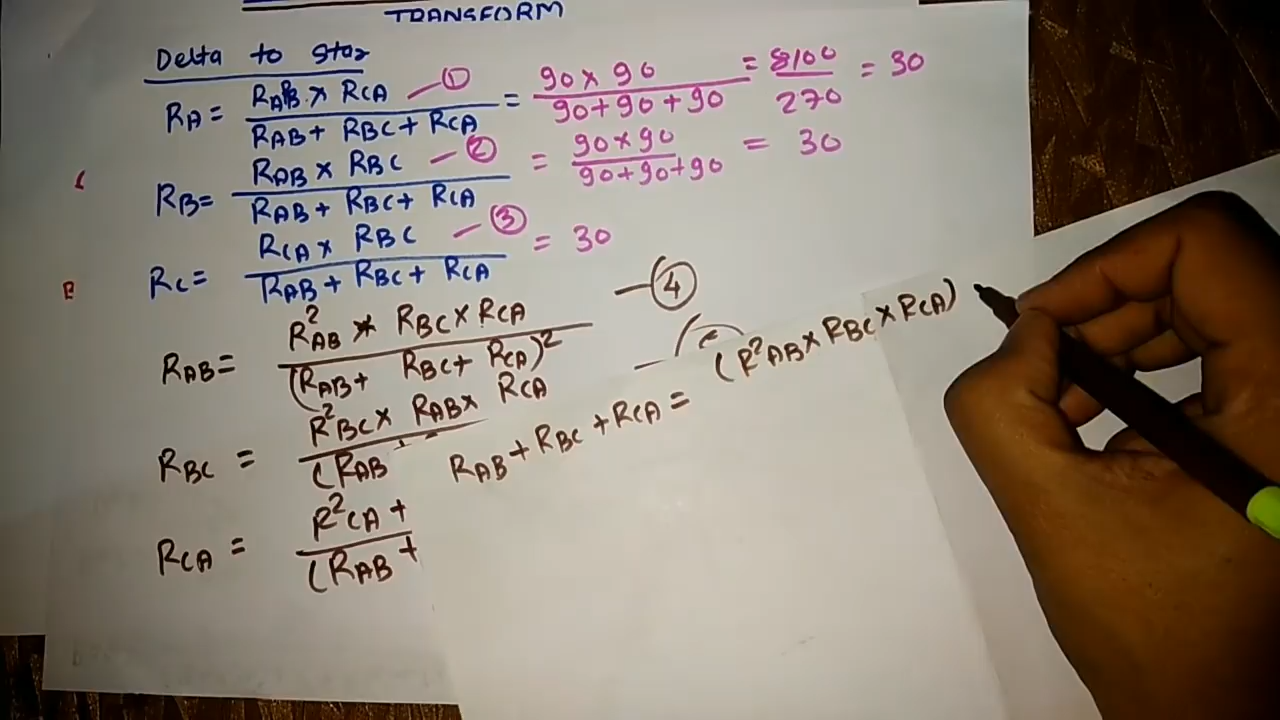 TRANSFORM
Delta to star
RA = RAB × RCA / RAB + RBC + RCA — ① = 90 × 90 / 90 + 90 + 90 = 8100 / 270 = 30
RB = RAB × RBC / RAB + RBC + RCA — ② = 90 × 90 / 90 + 90 + 90 = 30
RC = RCA × RBC / RAB + RBC + RCA — ③ = 30
RAB = R²AB × RBC × RCA / (RAB + RBC + RCA)² — ④
RBC = R²BC × RAB × RCA / (RAB +
RCA = R²CA + / (RAB +
RAB + RBC + RCA = (R²AB × RBC × RCA)